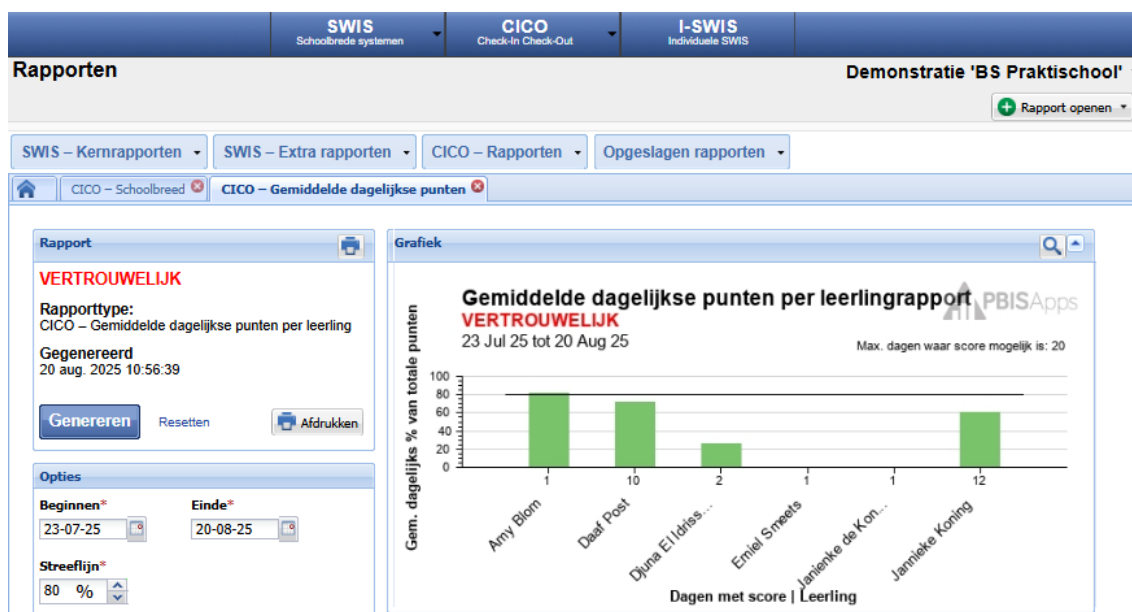 SWIS
Schoolbrede systemen
CICO
Check-In Check-Out
I-SWIS
Individuele SWIS
Rapporten
Demonstratie 'BS Praktischool'
Rapport openen
SWIS – Kernrapporten
SWIS – Extra rapporten
CICO – Rapporten
Opgeslagen rapporten
CICO – Schoolbreed
CICO – Gemiddelde dagelijkse punten
Rapport
VERTROUWELIJK
Rapporttype:
CICO – Gemiddelde dagelijkse punten per leerling
Gegenereerd
20 aug. 2025 10:56:39
Genereren
Resetten
Afdrukken
Opties
Beginnen*
Einde*
23-07-25
20-08-25
Streeflijn*
80 %
Grafiek
Gemiddelde dagelijkse punten per leerlingrapport
PBISApps
VERTROUWELIJK
23 Jul 25 tot 20 Aug 25
Max. dagen waar score mogelijk is: 20
Gem. dagelijks % van totale punten
100
80
60
40
20
0
1
10
2
1
1
12
Amy Blom
Daaf Post
Djuna El Idriss...
Emiel Smeets
Janienke de Kon...
Jannieke Koning
Dagen met score | Leerling